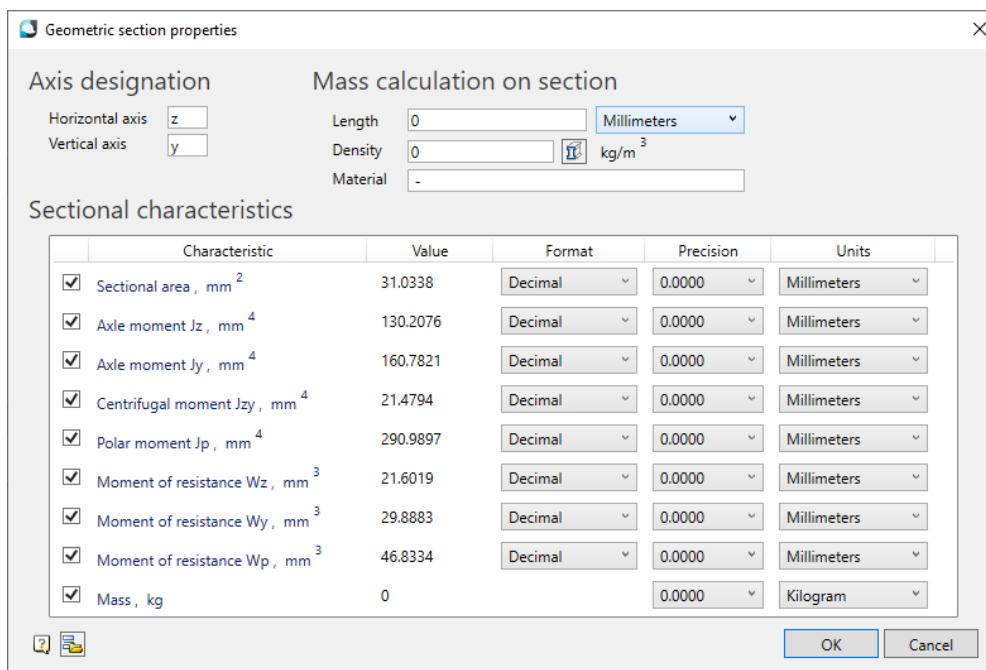 Geometric section properties
Axis designation
Mass calculation on section
Horizontal axis z
Length 0 Millimeters
Vertical axis y
Density 0 kg/m 3
Material -
Sectional characteristics
Characteristic Value Format Precision Units
Sectional area , mm 2 31.0338 Decimal 0.0000 Millimeters
Axle moment Jz , mm 4 130.2076 Decimal 0.0000 Millimeters
Axle moment Jy , mm 4 160.7821 Decimal 0.0000 Millimeters
Centrifugal moment Jzy , mm 4 21.4794 Decimal 0.0000 Millimeters
Polar moment Jp , mm 4 290.9897 Decimal 0.0000 Millimeters
Moment of resistance Wz , mm 3 21.6019 Decimal 0.0000 Millimeters
Moment of resistance Wy , mm 3 29.8883 Decimal 0.0000 Millimeters
Moment of resistance Wp , mm 3 46.8334 Decimal 0.0000 Millimeters
Mass , kg 0 0.0000 Kilogram
OK Cancel